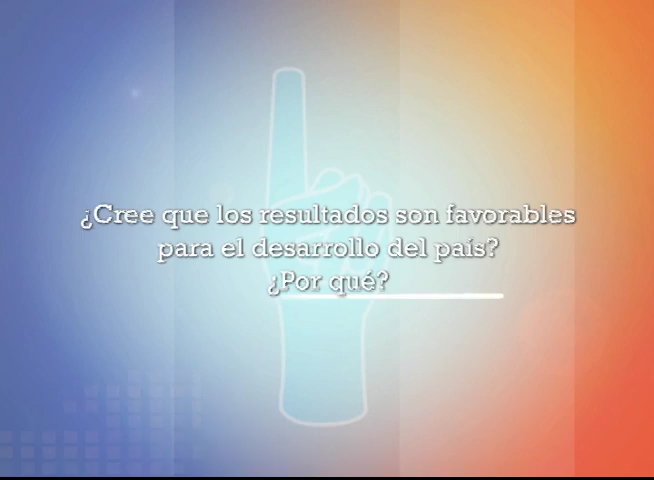 ¿Cree que los resultados son favorables
para el desarrollo del país?
¿Por qué?